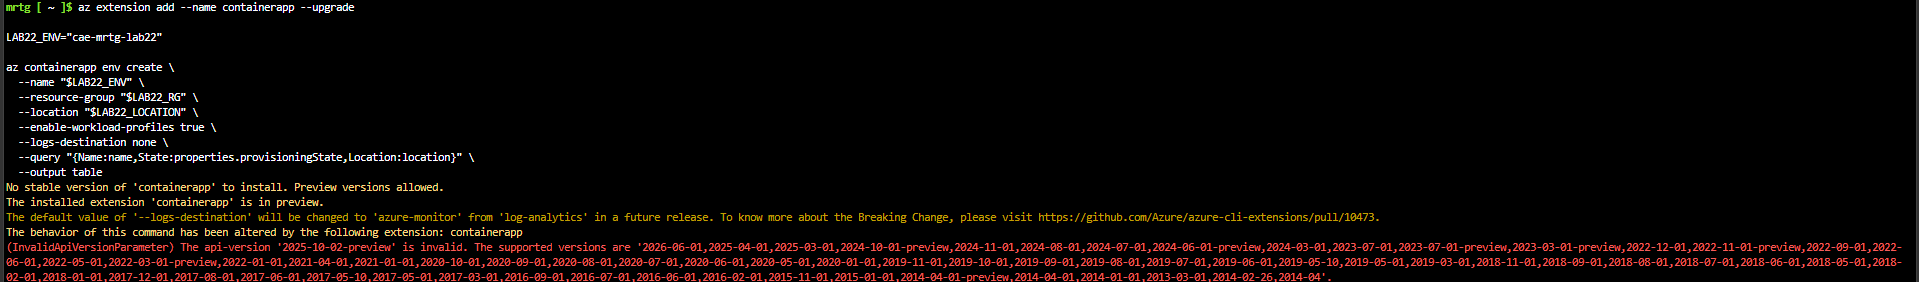 mrtg [ ~ ]$ az extension add --name containerapp --upgrade
LAB22_ENV="cae-mrtg-lab22"
az containerapp env create \
--name "$LAB22_ENV" \
--resource-group "$LAB22_RG" \
--location "$LAB22_LOCATION" \
--enable-workload-profiles true \
--logs-destination none \
--query "{Name:name,State:properties.provisioningState,Location:location}" \
--output table
No stable version of 'containerapp' to install. Preview versions allowed.
The installed extension 'containerapp' is in preview.
The default value of '--logs-destination' will be changed to 'azure-monitor' from 'log-analytics' in a future release. To know more about the Breaking Change, please visit https://github.com/Azure/azure-cli-extensions/pull/10473.
The behavior of this command has been altered by the following extension: containerapp
(InvalidApiVersionParameter) The api-version '2025-10-02-preview' is invalid. The supported versions are '2026-06-01,2025-04-01,2025-03-01,2024-10-01-preview,2024-11-01,2024-08-01,2024-07-01,2024-06-01-preview,2024-03-01,2023-07-01,2023-07-01-preview,2023-03-01-preview,2022-12-01,2022-11-01-preview,2022-09-01,2022-
06-01,2022-05-01,2022-03-01-preview,2022-01-01,2021-04-01,2021-01-01,2020-10-01,2020-09-01,2020-08-01,2020-07-01,2020-06-01,2020-05-01,2020-01-01,2019-11-01,2019-10-01,2019-09-01,2019-08-01,2019-07-01,2019-06-01,2019-05-10,2019-05-01,2019-03-01,2018-11-01,2018-09-01,2018-08-01,2018-07-01,2018-06-01,2018-05-01,2018-
02-01,2018-01-01,2017-12-01,2017-08-01,2017-06-01,2017-05-10,2017-05-01,2017-03-01,2016-09-01,2016-07-01,2016-06-01,2016-02-01,2015-11-01,2015-01-01,2014-04-01-preview,2014-04-01,2014-01-01,2013-03-01,2014-02-26,2014-04'.